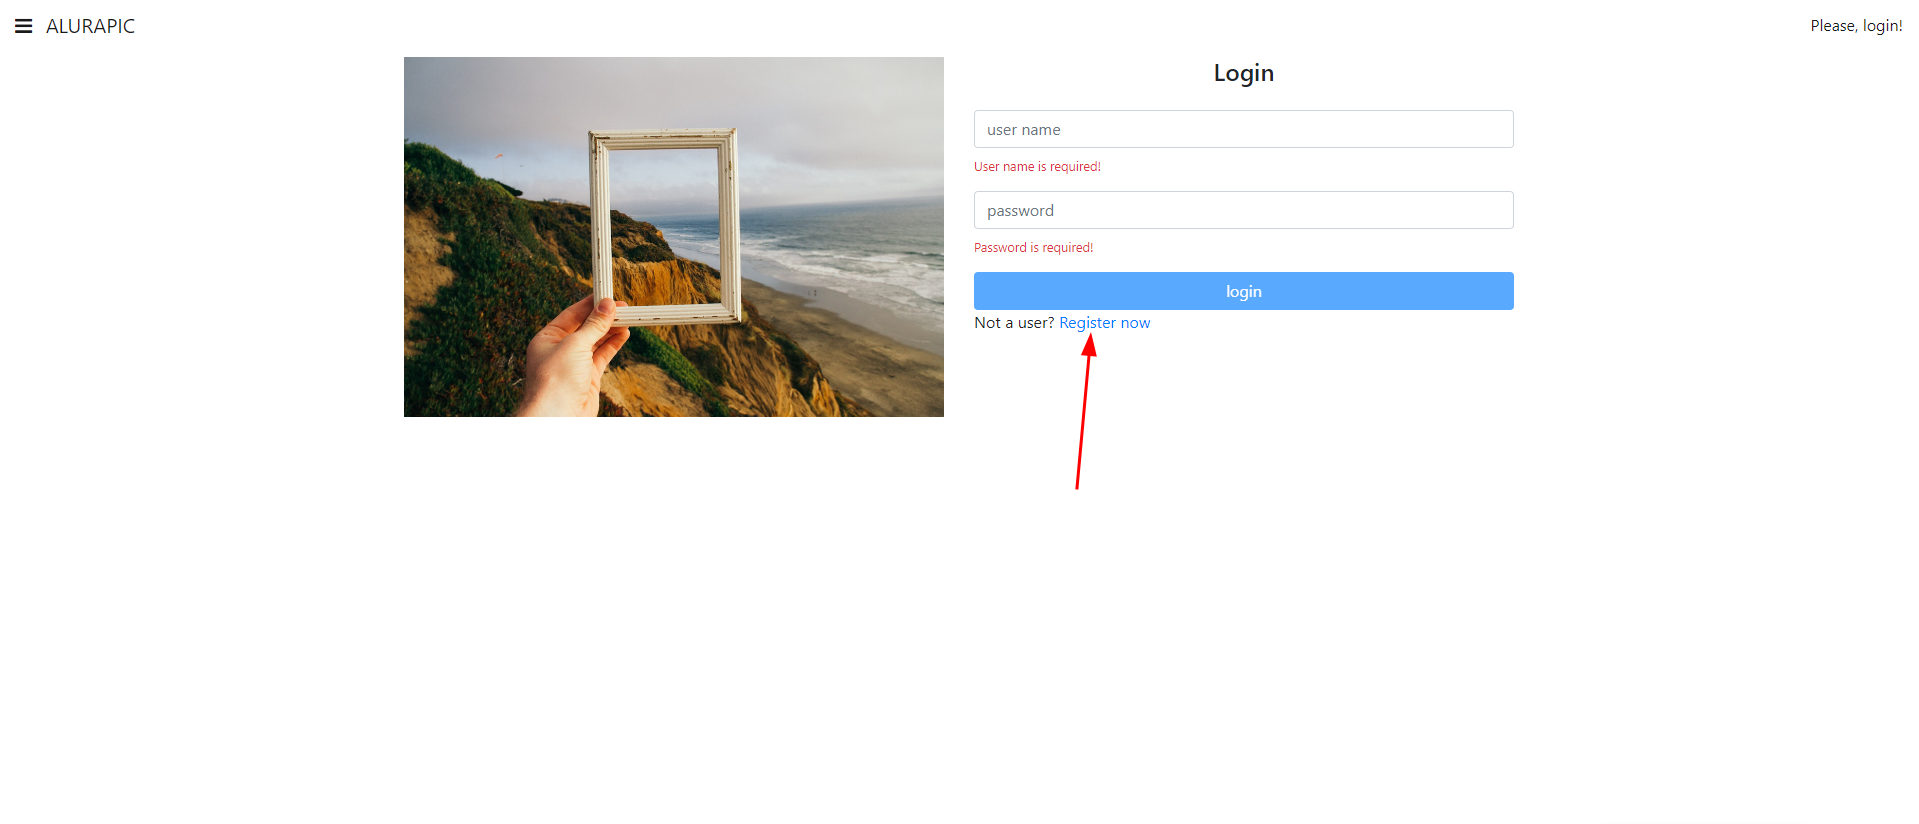 ALURAPIC
Please, login!
Login
user name
User name is required!
password
Password is required!
login
Not a user? Register now